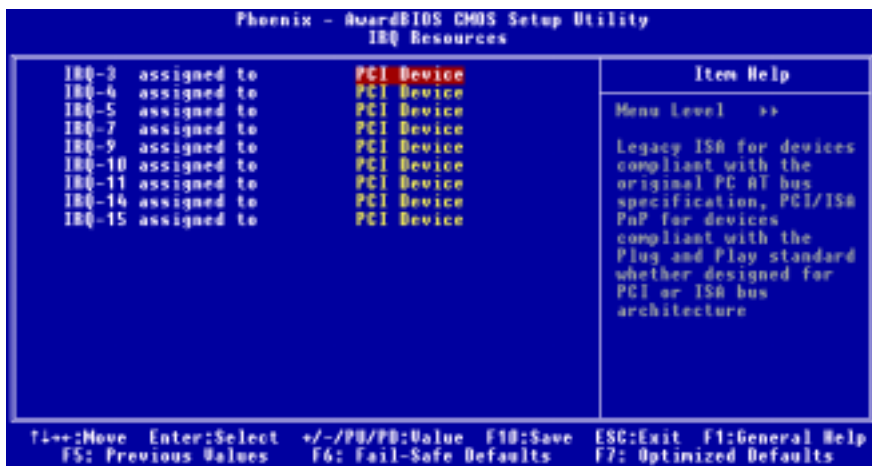 Phoenix - AwardBIOS CMOS Setup Utility
IRQ Resources
IRQ-3 assigned to PCI Device
IRQ-4 assigned to PCI Device
IRQ-5 assigned to PCI Device
IRQ-7 assigned to PCI Device
IRQ-9 assigned to PCI Device
IRQ-10 assigned to PCI Device
IRQ-11 assigned to PCI Device
IRQ-14 assigned to PCI Device
IRQ-15 assigned to PCI Device
Item Help
Menu Level ▸▸
Legacy ISA for devices
compliant with the
original PC AT bus
specification, PCI/ISA
PnP for devices
compliant with the
Plug and Play standard
whether designed for
PCI or ISA bus
architecture
↑↓→←:Move Enter:Select +/-/PU/PD:Value F10:Save ESC:Exit F1:General Help
F5: Previous Values F6: Fail-Safe Defaults F7: Optimized Defaults